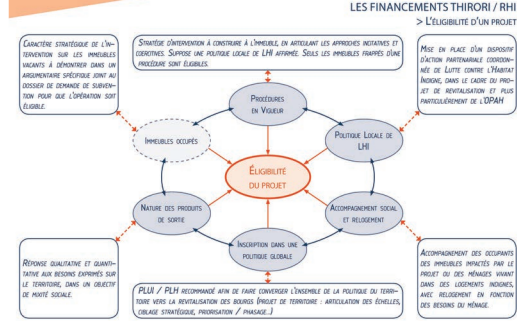 LES FINANCEMENTS THIRORI / RHI
> L'ÉLIGIBILITÉ D'UN PROJET
CARACTÈRE STRATÉGIQUE DE L'IN-
TERVENTION SUR LES IMMEUBLES
VACANTS À DÉMONTRER DANS UN
ARGUMENTAIRE SPÉCIFIQUE JOINT AU
DOSSIER DE DEMANDE DE SUBVEN-
TION POUR QUE L'OPÉRATION SOIT
ÉLIGIBLE.
STRATÉGIE D'INTERVENTION À CONSTRUIRE À L'IMMEUBLE, EN ARTICULANT LES APPROCHES INCITATIVES ET
COERCITIVES. SUPPOSE UNE POLITIQUE LOCALE DE LHI AFFIRMÉE. SEULS LES IMMEUBLES FRAPPÉS D'UNE
PROCÉDURE SONT ÉLIGIBLES.
MISE EN PLACE D'UN DISPOSITIF
D'ACTION PARTENARIALE COORDON-
NÉE DE LUTTE CONTRE L'HABITAT
INDIGNE, DANS LE CADRE DU PRO-
JET DE REVITALISATION ET PLUS
PARTICULIÈREMENT DE L'OPAH
PROCÉDURES
EN VIGUEUR
IMMEUBLES OCCUPÉS
POLITIQUE LOCALE DE
LHI
ÉLIGIBILITÉ
DU PROJET
NATURE DES PRODUITS
DE SORTIE
ACCOMPAGNEMENT SOCIAL
ET RELOGEMENT
INSCRIPTION DANS UNE
POLITIQUE GLOBALE
RÉPONSE QUALITATIVE ET QUANTI-
TATIVE AUX BESOINS EXPRIMÉS SUR
LE TERRITOIRE, DANS UN OBJECTIF
DE MIXITÉ SOCIALE.
PLUI / PLH RECOMMANDÉ AFIN DE FAIRE CONVERGER L'ENSEMBLE DE LA POLITIQUE DU TERRI-
TOIRE VERS LA REVITALISATION DES BOURGS (PROJET DE TERRITOIRE : ARTICULATION DES ÉCHELLES,
CIBLAGE STRATÉGIQUE, PRIORISATION / PHASAGE..)
ACCOMPAGNEMENT DES OCCUPANTS
DES IMMEUBLES IMPACTÉS PAR LE
PROJET OU DES MÉNAGES VIVANT
DANS DES LOGEMENTS INDIGNES,
AVEC RELOGEMENT EN FONCTION
DES BESOINS DU MÉNAGE.